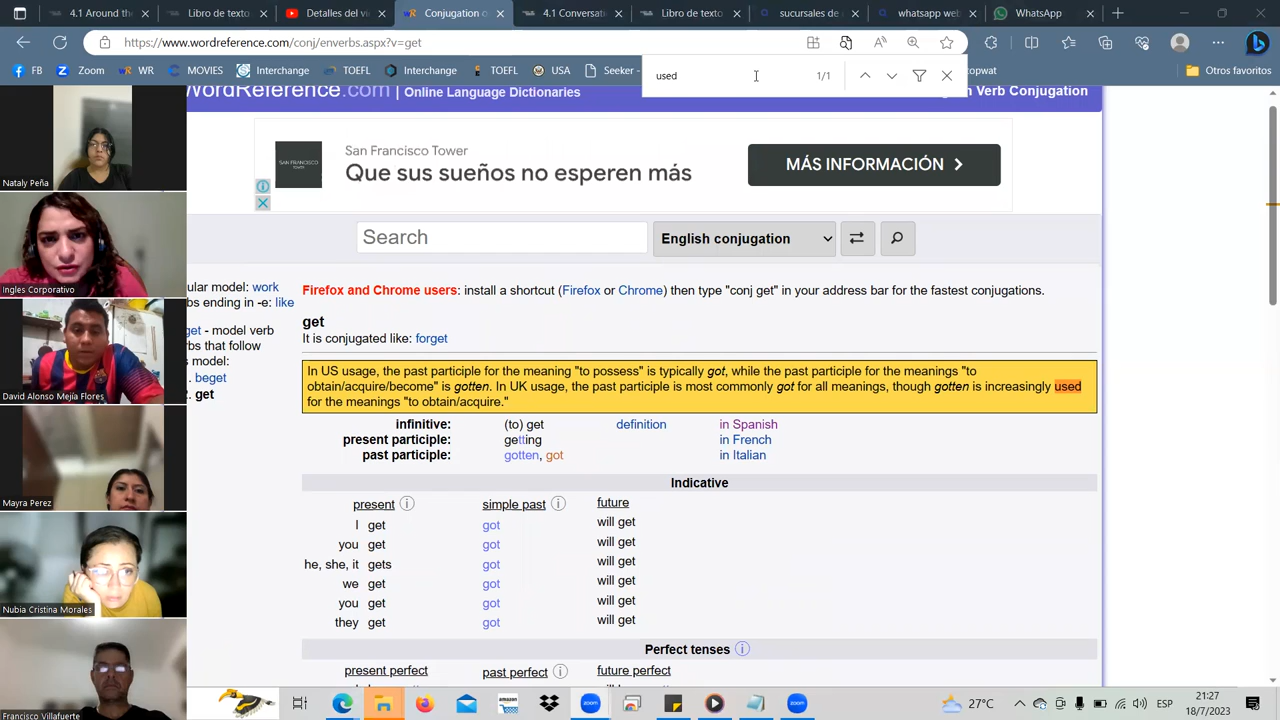 4.1 Around the
Detalles del vi
Conjugation o
4.1 Conversati
Libro de texto
sucursales de
whatsapp web
WhatsApp
https://www.wordreference.com/conj/enverbs.aspx?v=get
FB
Zoom
WR
MOVIES
Interchange
TOEFL
Interchange
TOEFL
USA
Seeker -
Otros favoritos
used
1/1
WordReference.com | Online Language Dictionaries
Verb Conjugation
SAN FRANCISCO
TOWER
San Francisco Tower
Que sus sueños no esperen más
MÁS INFORMACIÓN
Search
English conjugation
ular model: work
bs ending in -e: like
get - model verb
bs that follow
model:
. beget
. get
Firefox and Chrome users: install a shortcut (Firefox or Chrome) then type "conj get" in your address bar for the fastest conjugations.
get
It is conjugated like: forget
In US usage, the past participle for the meaning "to possess" is typically got, while the past participle for the meanings "to
obtain/acquire/become" is gotten. In UK usage, the past participle is most commonly got for all meanings, though gotten is increasingly used
for the meanings "to obtain/acquire."
infinitive: (to) get definition in Spanish
present participle: getting in French
past participle: gotten, got in Italian
Indicative
present simple past future
I get got will get
you get got will get
he, she, it gets got will get
we get got will get
you get got will get
they get got will get
Perfect tenses
present perfect past perfect future perfect
Nataly Peña
Ingles Corporativo
David Alonso Mejía Flores
Mayra Perez
Nubia Cristina Morales
Francisco Villafuerte
27°C
ESP
21:27
18/7/2023